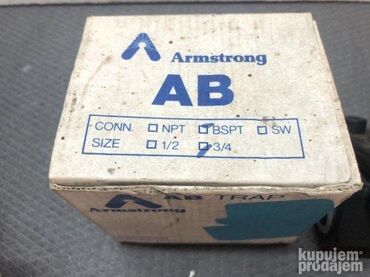 Armstrong
AB
CONN. □ NPT □ BSPT □ SW
SIZE □ 1/2 □ 3/4
AB TRAP
Armstrong
kupujem
prodajem